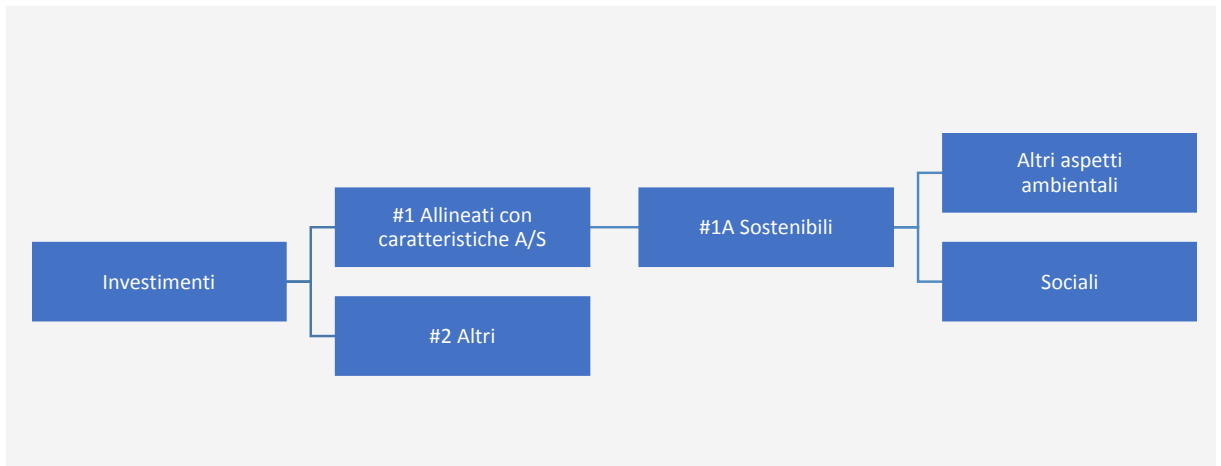 Investimenti
#1 Allineati con
caratteristiche A/S
#2 Altri
#1A Sostenibili
Altri aspetti
ambientali
Sociali